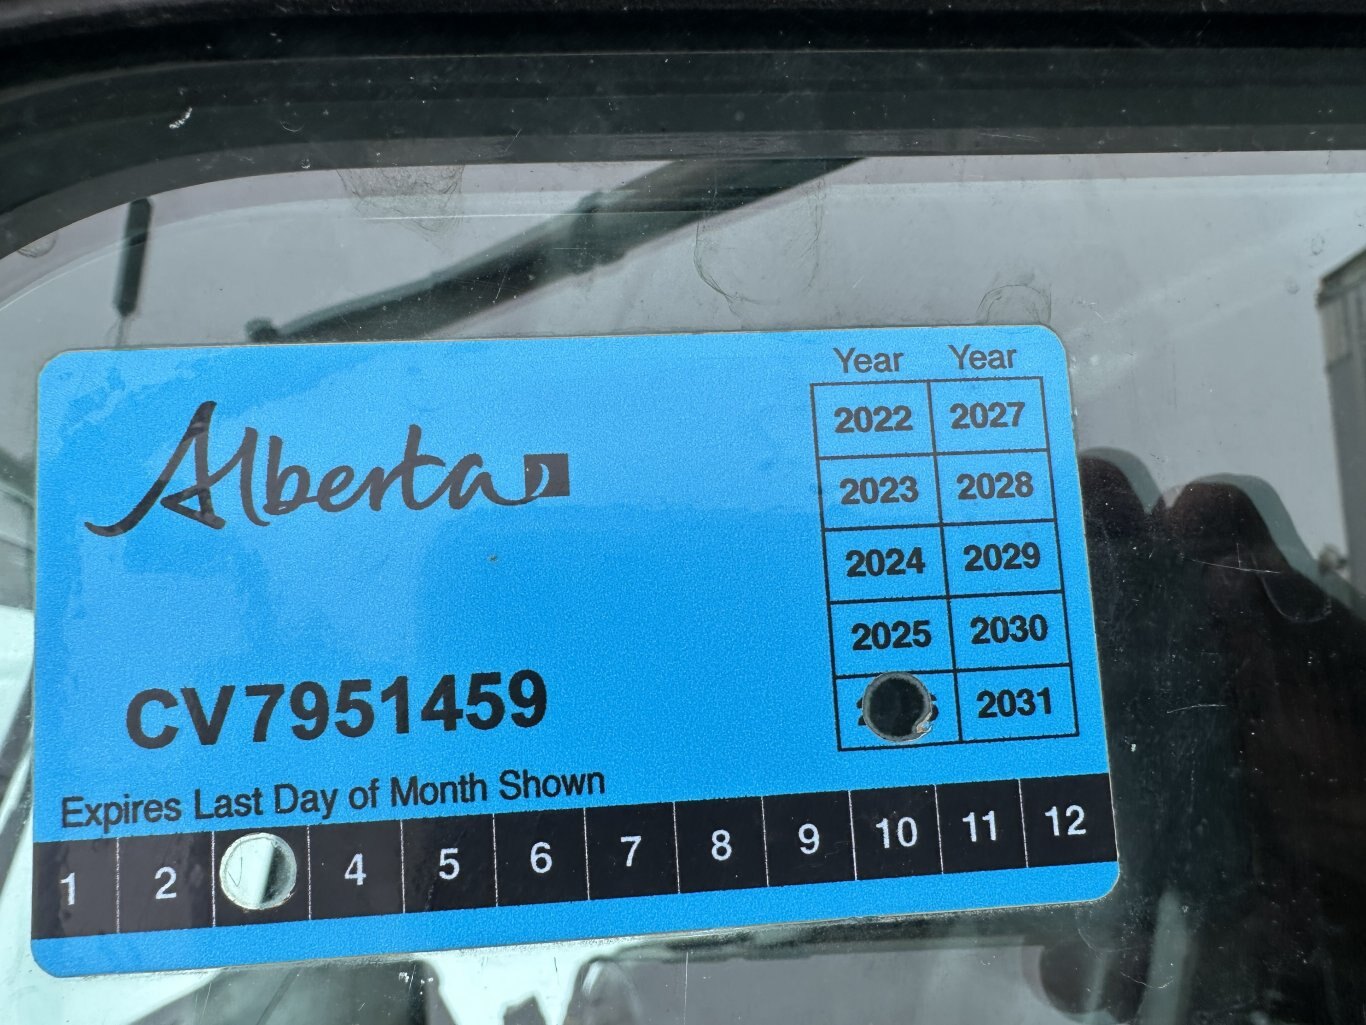 Alberta
Year Year
2022 2027
2023 2028
2024 2029
2025 2030
2031
CV7951459
Expires Last Day of Month Shown
1 2 4 5 6 7 8 9 10 11 12